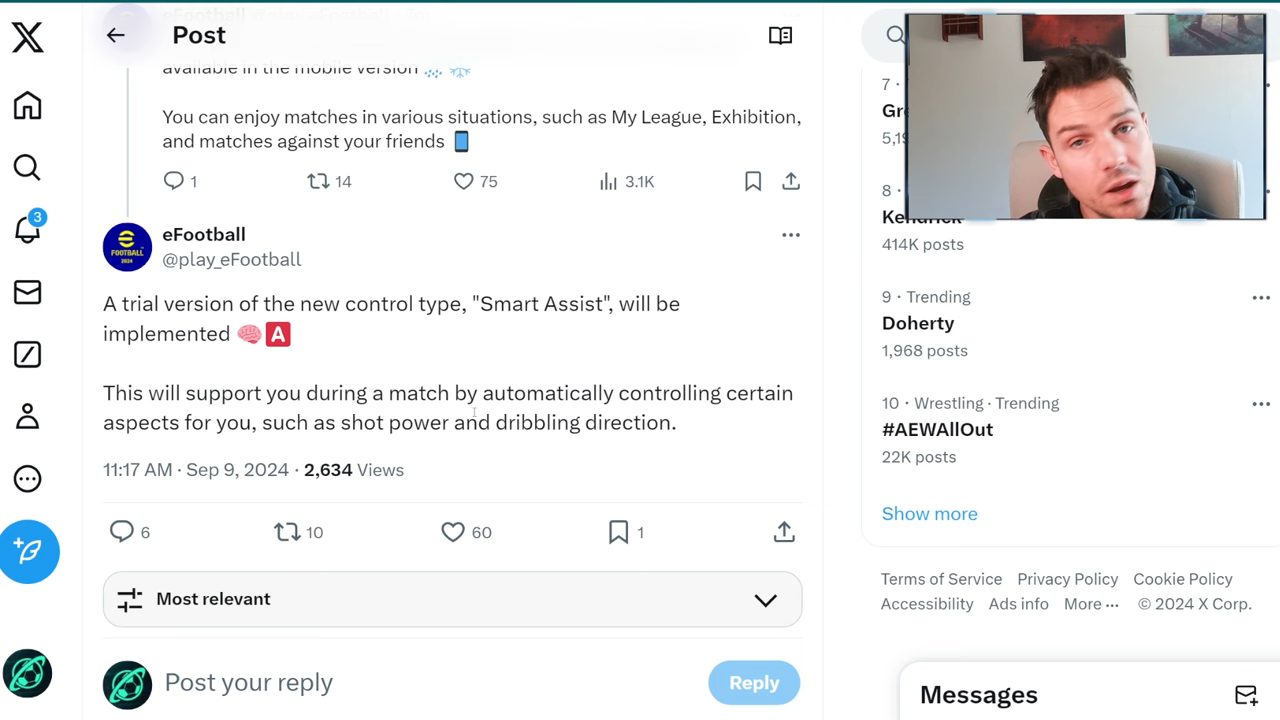 Post
available in the mobile version
You can enjoy matches in various situations, such as My League, Exhibition,
and matches against your friends
1
14
75
3.1K
3
eFootball
@play_eFootball
FOOTBALL
2024
A trial version of the new control type, "Smart Assist", will be
implemented 🅰
This will support you during a match by automatically controlling certain
aspects for you, such as shot power and dribbling direction.
11:17 AM · Sep 9, 2024 · 2,634 Views
6
10
60
1
Most relevant
Post your reply
Reply
7 ·
Gre
5,19
8 ·
Kendrick
414K posts
9 · Trending
Doherty
1,968 posts
10 · Wrestling · Trending
#AEWAllOut
22K posts
Show more
Terms of Service Privacy Policy Cookie Policy
Accessibility Ads info More ··· © 2024 X Corp.
Messages